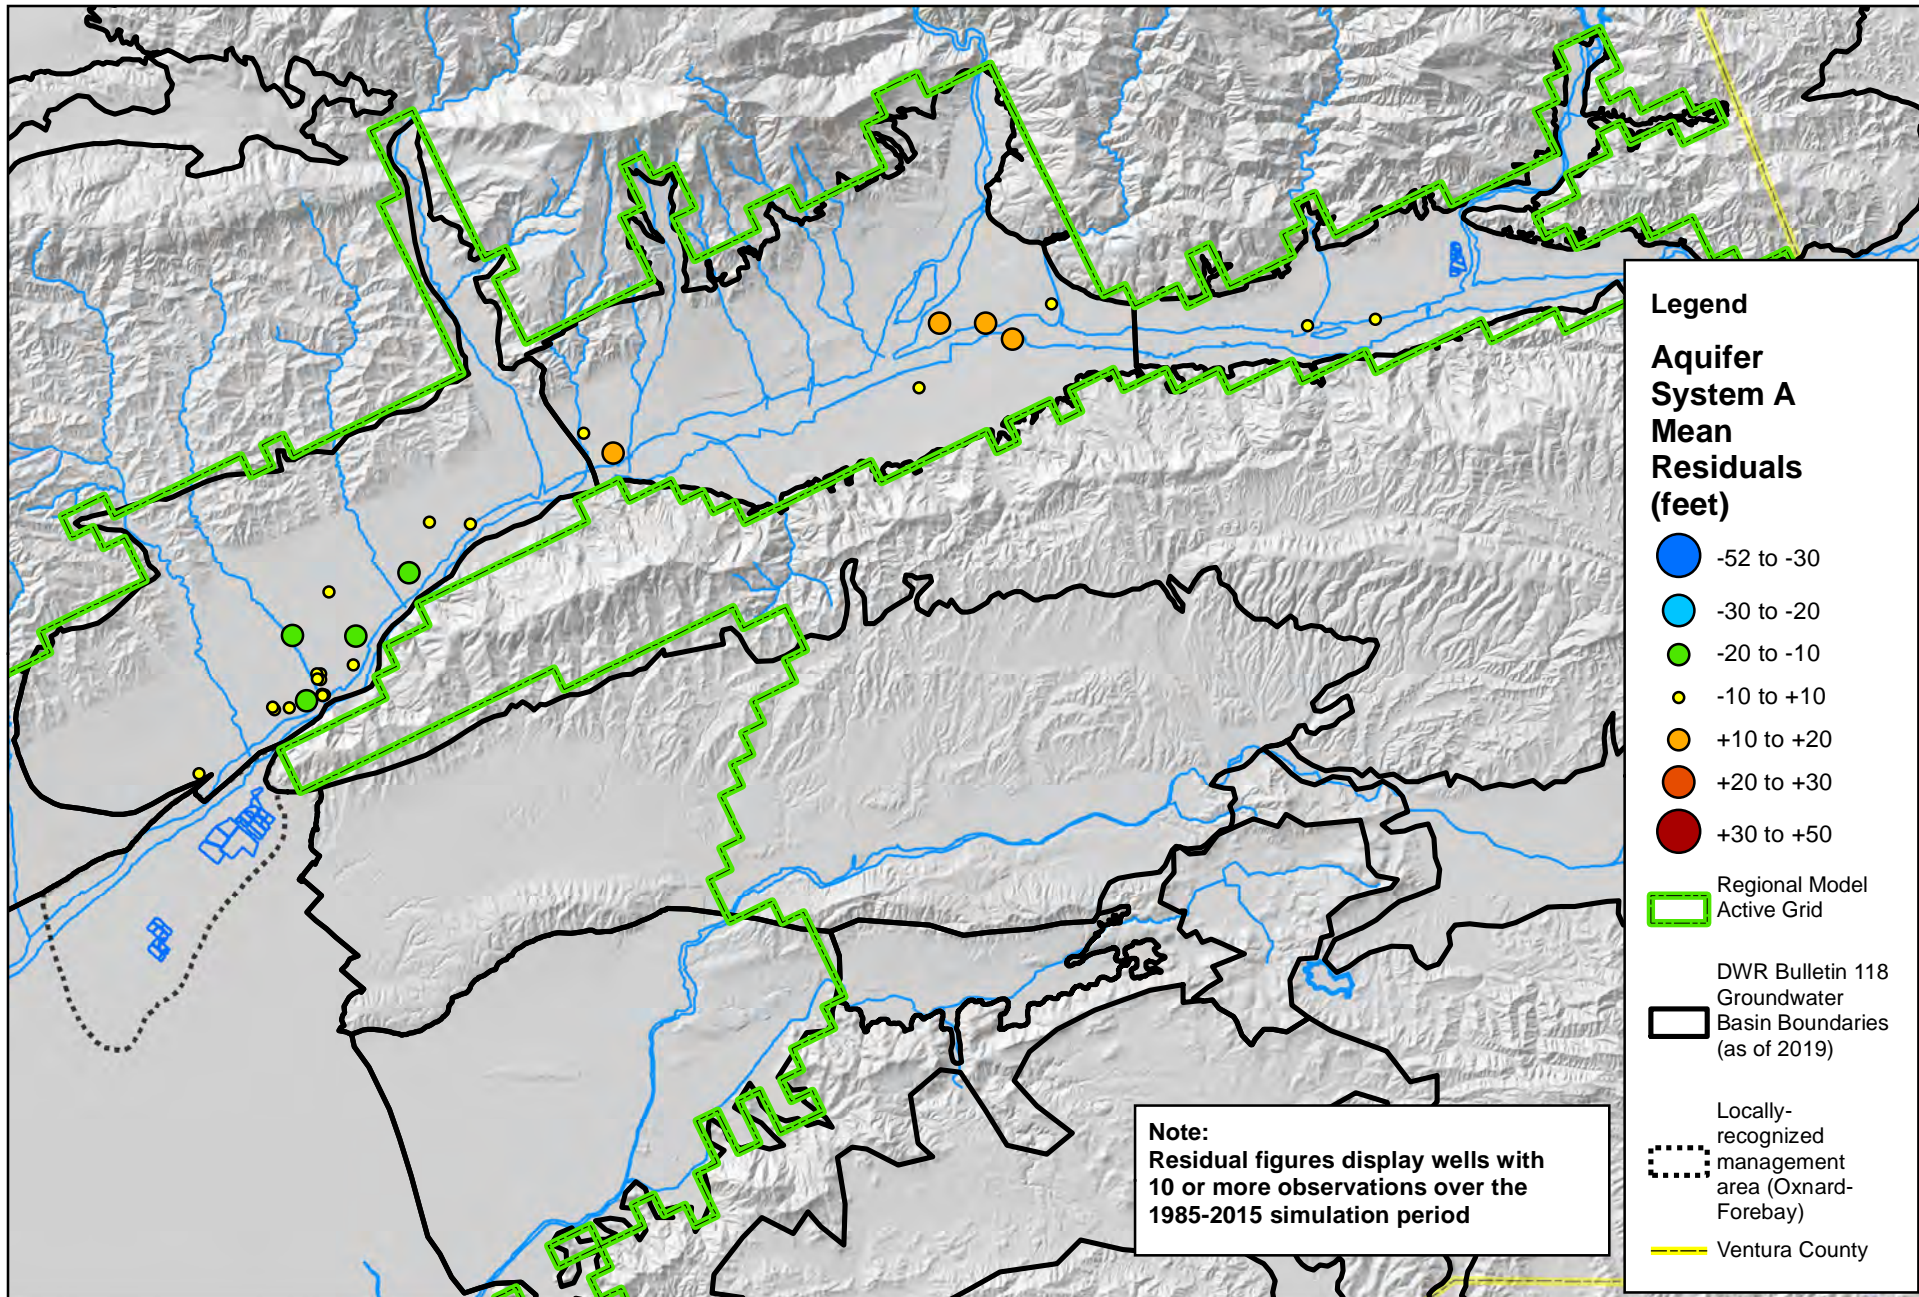 Legend
Aquifer
System A
Mean
Residuals
(feet)
-52 to -30
-30 to -20
-20 to -10
-10 to +10
+10 to +20
+20 to +30
+30 to +50
Regional Model
Active Grid
DWR Bulletin 118
Groundwater
Basin Boundaries
(as of 2019)
Locally-
recognized
management
area (Oxnard-
Forebay)
Ventura County
Note:
Residual figures display wells with
10 or more observations over the
1985-2015 simulation period